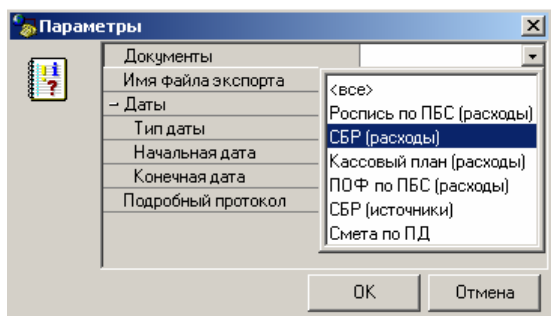 Параметры
Документы
Имя файла экспорта
Даты
Тип даты
Начальная дата
Конечная дата
Подробный протокол
<все>
Роспись по ПБС (расходы)
СБР (расходы)
Кассовый план (расходы)
ПОФ по ПБС (расходы)
СБР (источники)
Смета по ПД
ОК
Отмена